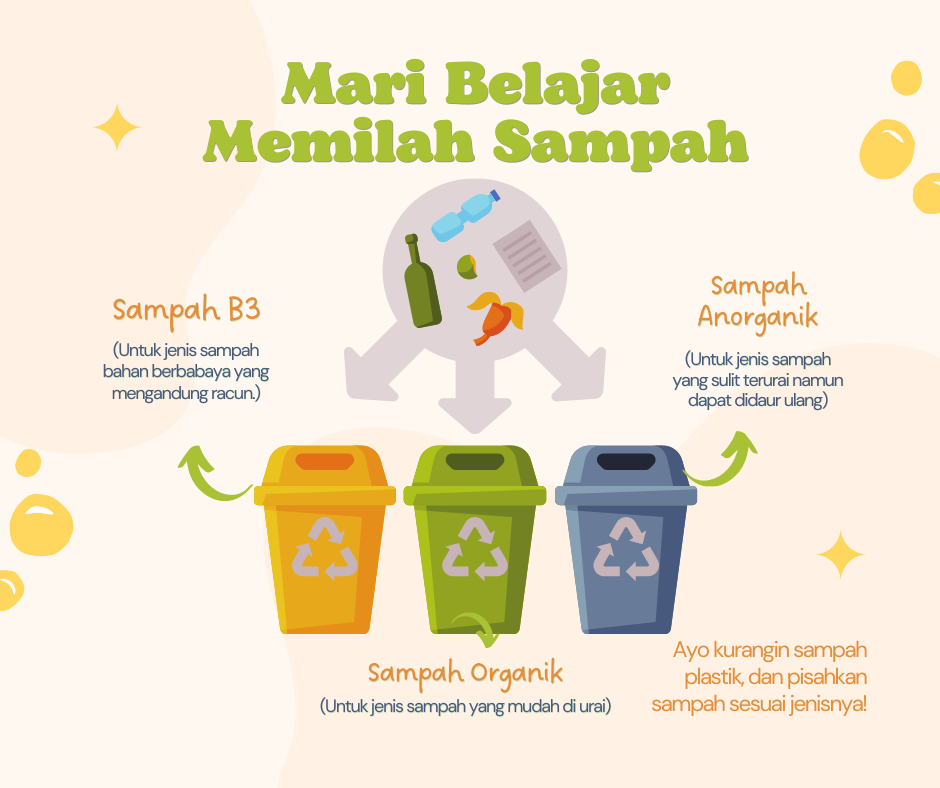 Mari Belajar
Memilah Sampah
Sampah B3
(Untuk jenis sampah
bahan berbabaya yang
mengandung racun.)
Sampah
Anorganik
(Untuk jenis sampah
yang sulit terurai namun
dapat didaur ulang)
Sampah Organik
(Untuk jenis sampah yang mudah di urai)
Ayo kurangin sampah
plastik, dan pisahkan
sampah sesuai jenisnya!